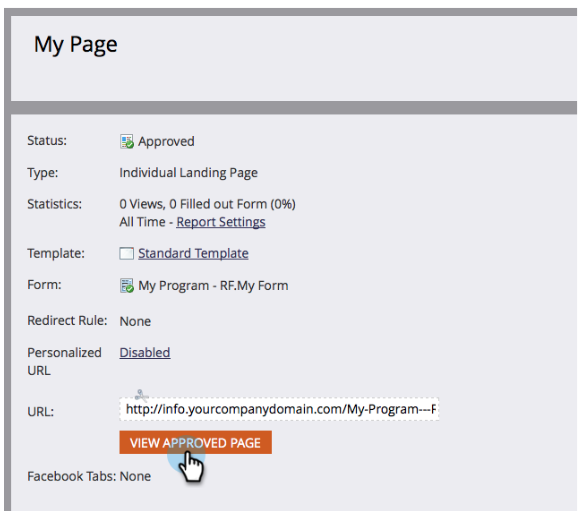 My Page
Status: Approved
Type: Individual Landing Page
Statistics: 0 Views, 0 Filled out Form (0%)
All Time - Report Settings
Template: Standard Template
Form: My Program - RF.My Form
Redirect Rule: None
Personalized Disabled
URL
URL: http://info.yourcompanydomain.com/My-Program---F
VIEW APPROVED PAGE
Facebook Tabs: None